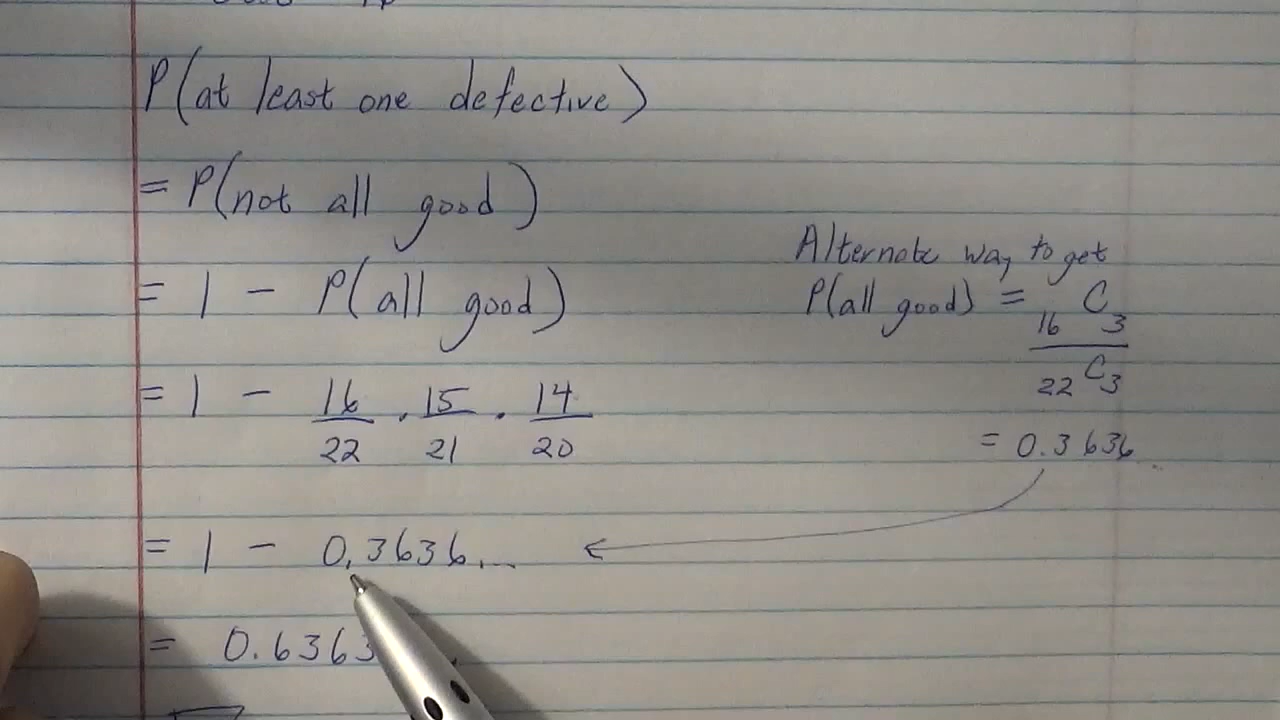 P(at least one defective)
= P(not all good)
= 1 - P(all good)
= 1 - 16/22 . 15/21 . 14/20
= 1 - 0.3636...
= 0.6363
Alternate way to get
P(all good) = 16C3
22C3
= 0.3636..